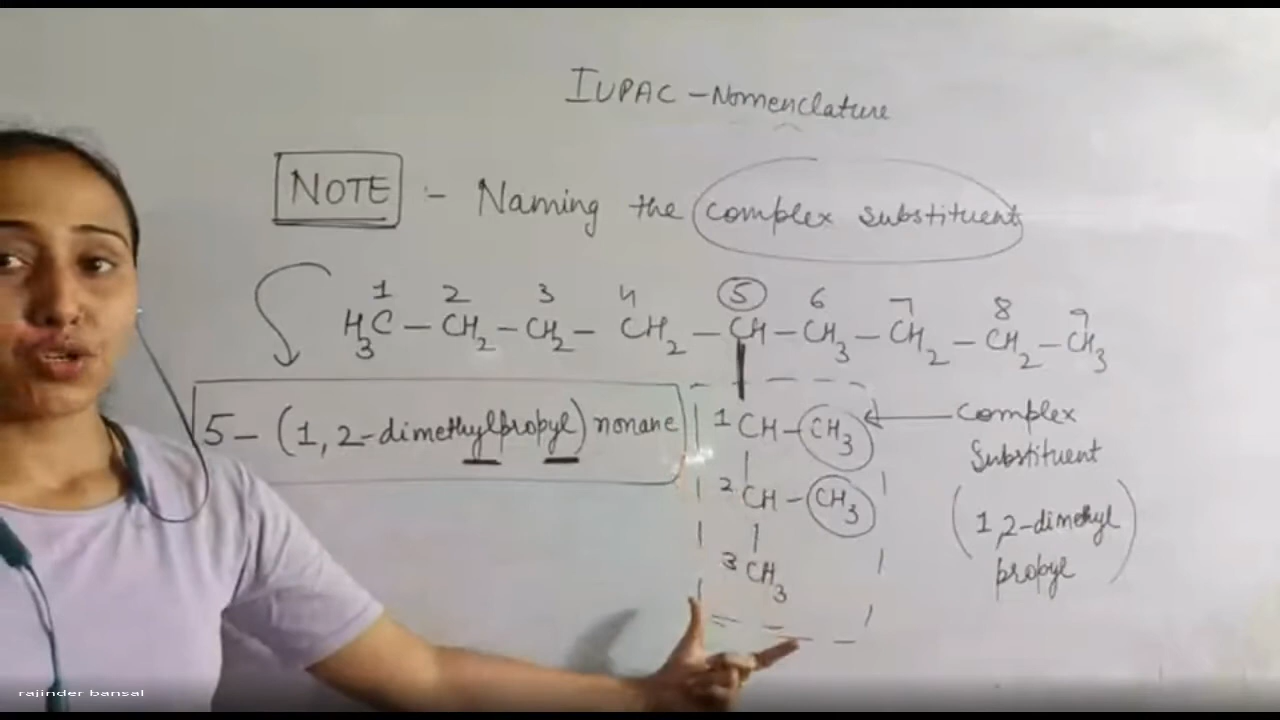 IUPAC - Nomenclature
NOTE :- Naming the complex substituent
1 2 3 4 5 6 7 8 9
H₃C - CH₂ - CH₂ - CH₂ - CH - CH₃ - CH₂ - CH₂ - CH₃
5 - (1, 2-dimethylpropyl) nonane
1 CH - CH₃
2 CH - CH₃
3 CH₃
Complex
Substituent
(1,2-dimethyl
propyl)
rajinder bansal